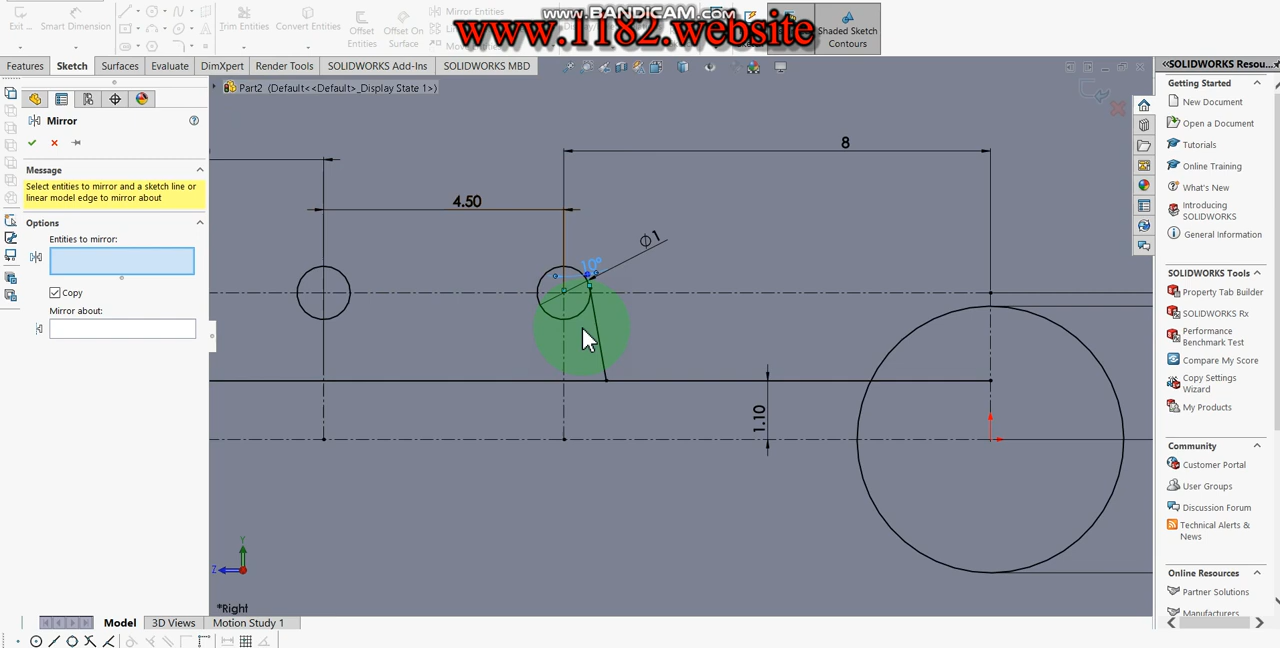 www.BANDICAM.com
www.1182.website
Exit ...
Smart Dimension
Trim Entities
Convert Entities
Offset Entities
Offset On Surface
Mirror Entities
Shaded Sketch Contours
Features
Sketch
Surfaces
Evaluate
DimXpert
Render Tools
SOLIDWORKS Add-Ins
SOLIDWORKS MBD
Part2 (Default<<Default>_Display State 1>)
Mirror
Message
Select entities to mirror and a sketch line or linear model edge to mirror about
Options
Entities to mirror:
Copy
Mirror about:
8
4.50
⌀1
10°
1.10
Y
Z
*Right
Model
3D Views
Motion Study 1
SOLIDWORKS Resou...
Getting Started
New Document
Open a Document
Tutorials
Online Training
What's New
Introducing SOLIDWORKS
General Information
SOLIDWORKS Tools
Property Tab Builder
SOLIDWORKS Rx
Performance Benchmark Test
Compare My Score
Copy Settings Wizard
My Products
Community
Customer Portal
User Groups
Discussion Forum
Technical Alerts & News
Online Resources
Partner Solutions
Manufacturers